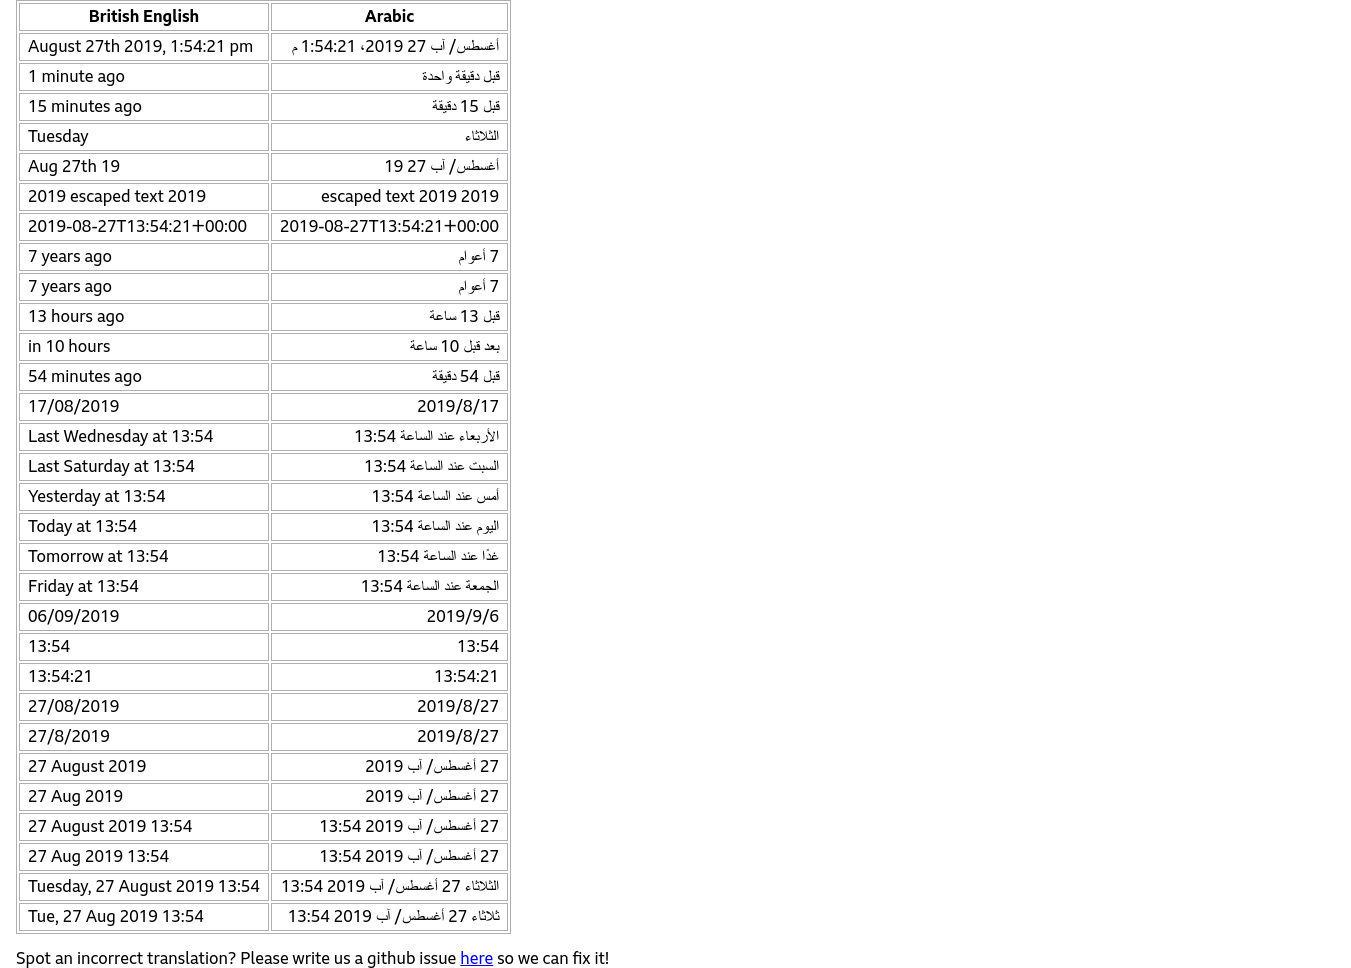 British English Arabic
August 27th 2019, 1:54:21 pm أغسطس/ آب 27 2019، 1:54:21 م
1 minute ago قبل دقيقة واحدة
15 minutes ago قبل 15 دقيقة
Tuesday الثلاثاء
Aug 27th 19 أغسطس/ آب 27 19
2019 escaped text 2019 2019 escaped text 2019
2019-08-27T13:54:21+00:00 2019-08-27T13:54:21+00:00
7 years ago 7 أعوام
7 years ago 7 أعوام
13 hours ago قبل 13 ساعة
in 10 hours بعد قبل 10 ساعة
54 minutes ago قبل 54 دقيقة
17/08/2019 2019/8/17
Last Wednesday at 13:54 الأربعاء عند الساعة 13:54
Last Saturday at 13:54 السبت عند الساعة 13:54
Yesterday at 13:54 أمس عند الساعة 13:54
Today at 13:54 اليوم عند الساعة 13:54
Tomorrow at 13:54 غدًا عند الساعة 13:54
Friday at 13:54 الجمعة عند الساعة 13:54
06/09/2019 2019/9/6
13:54 13:54
13:54:21 13:54:21
27/08/2019 2019/8/27
27/8/2019 2019/8/27
27 August 2019 27 أغسطس/ آب 2019
27 Aug 2019 27 أغسطس/ آب 2019
27 August 2019 13:54 27 أغسطس/ آب 2019 13:54
27 Aug 2019 13:54 27 أغسطس/ آب 2019 13:54
Tuesday, 27 August 2019 13:54 الثلاثاء 27 أغسطس/ آب 2019 13:54
Tue, 27 Aug 2019 13:54 ثلاثاء 27 أغسطس/ آب 2019 13:54
Spot an incorrect translation? Please write us a github issue here so we can fix it!